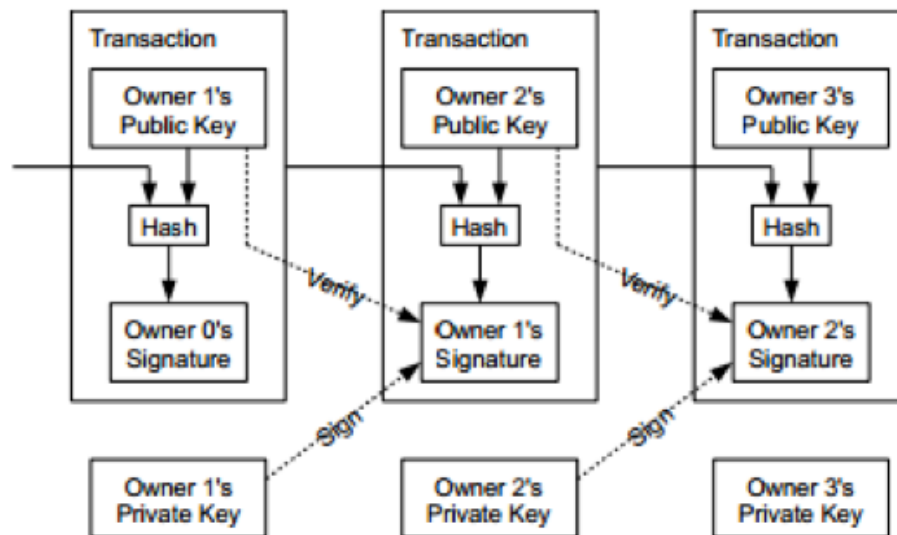 Transaction
Transaction
Transaction
Owner 1's
Public Key
Owner 2's
Public Key
Owner 3's
Public Key
Hash
Hash
Hash
Verify
Verify
Owner 0's
Signature
Owner 1's
Signature
Owner 2's
Signature
Sign
Sign
Owner 1's
Private Key
Owner 2's
Private Key
Owner 3's
Private Key